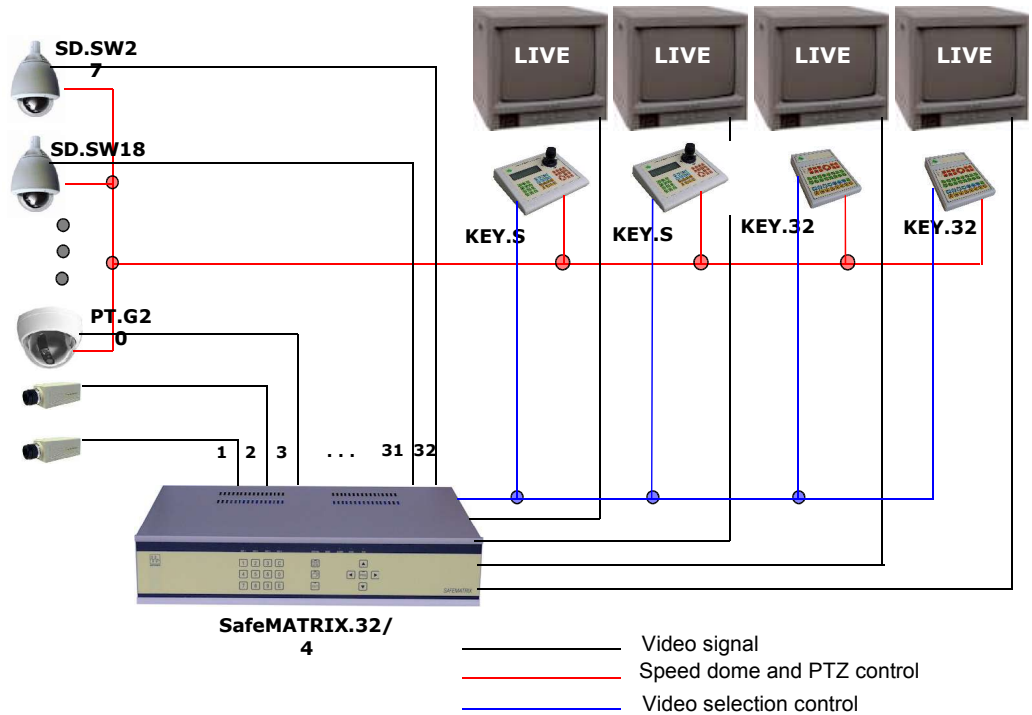 SD.SW2
7
LIVE LIVE LIVE LIVE
SD.SW18
KEY.S KEY.S KEY.32 KEY.32
PT.G2
0
1 2 3 ... 31 32
SAFEMATRIX
SafeMATRIX.32/
4
Video signal
Speed dome and PTZ control
Video selection control